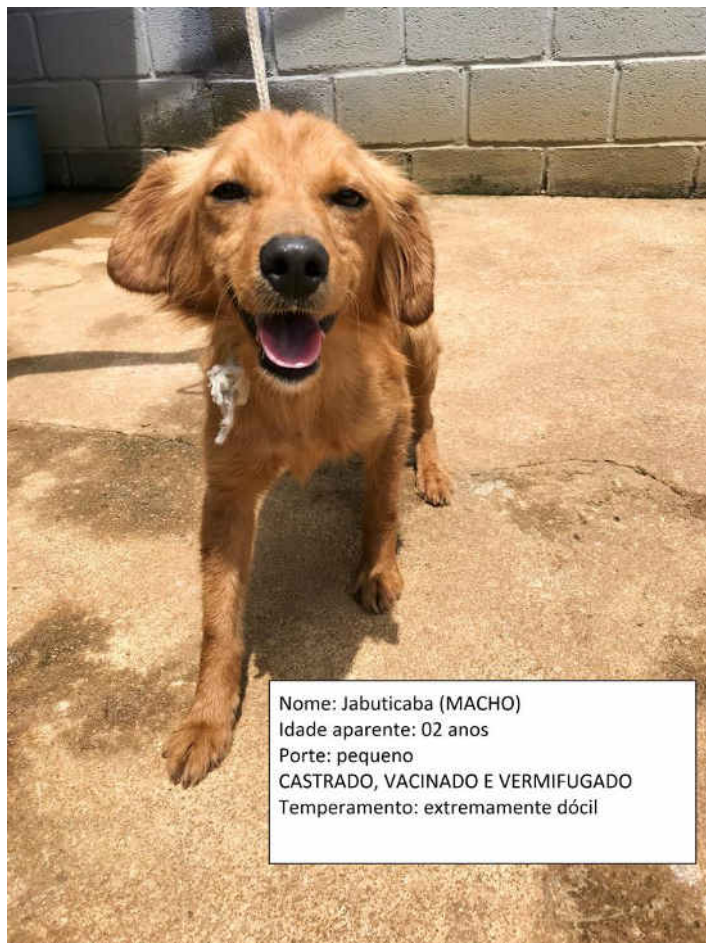 Nome: Jabuticaba (MACHO)
Idade aparente: 02 anos
Porte: pequeno
CASTRADO, VACINADO E VERMIFUGADO
Temperamento: extremamente dócil